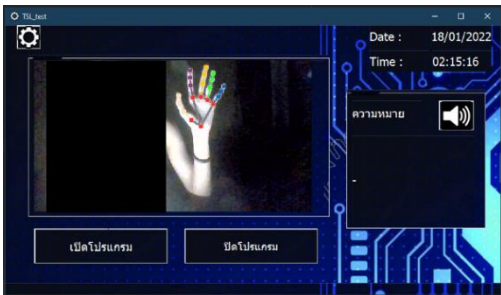 TSL_test
Date : 18/01/2022
Time : 02:15:16
ความหมาย
-
เปิดโปรแกรม
ปิดโปรแกรม